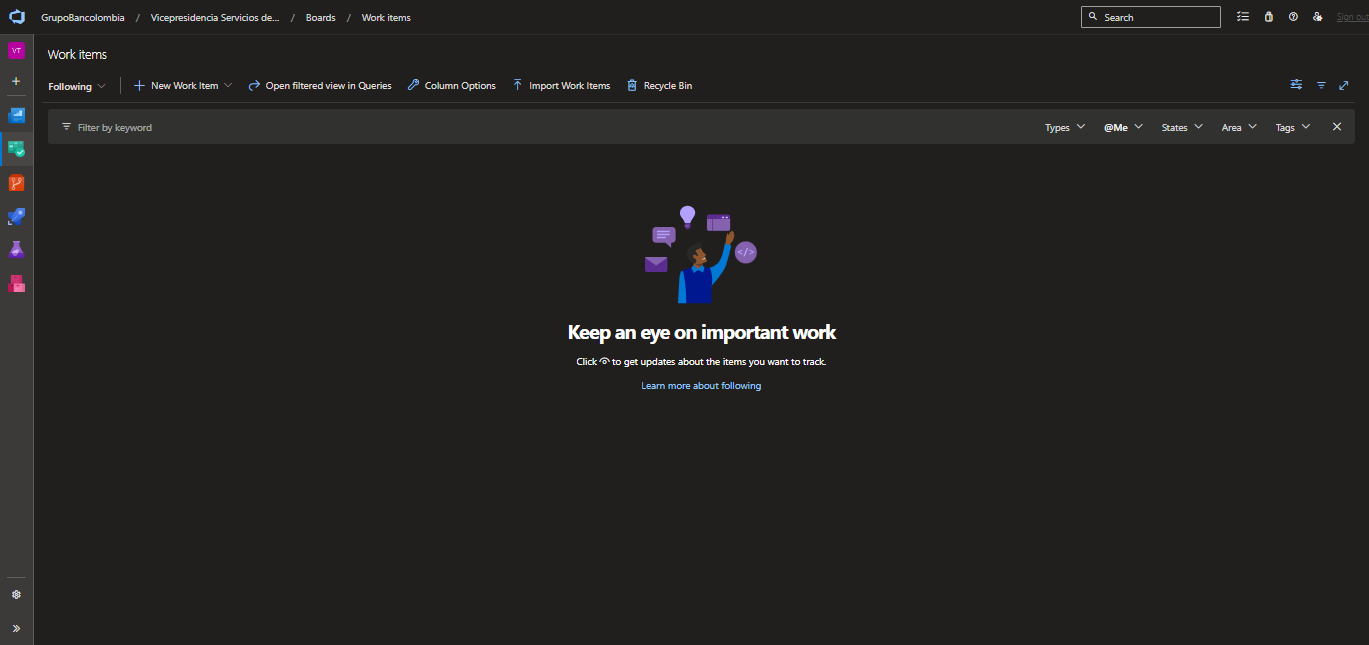 GrupoBancolombia / Vicepresidencia Servicios de... / Boards / Work items
Search
Sign out
VT
Work items
Following
New Work Item
Open filtered view in Queries
Column Options
Import Work Items
Recycle Bin
Filter by keyword
Types
@Me
States
Area
Tags
</>
Keep an eye on important work
Click to get updates about the items you want to track.
Learn more about following